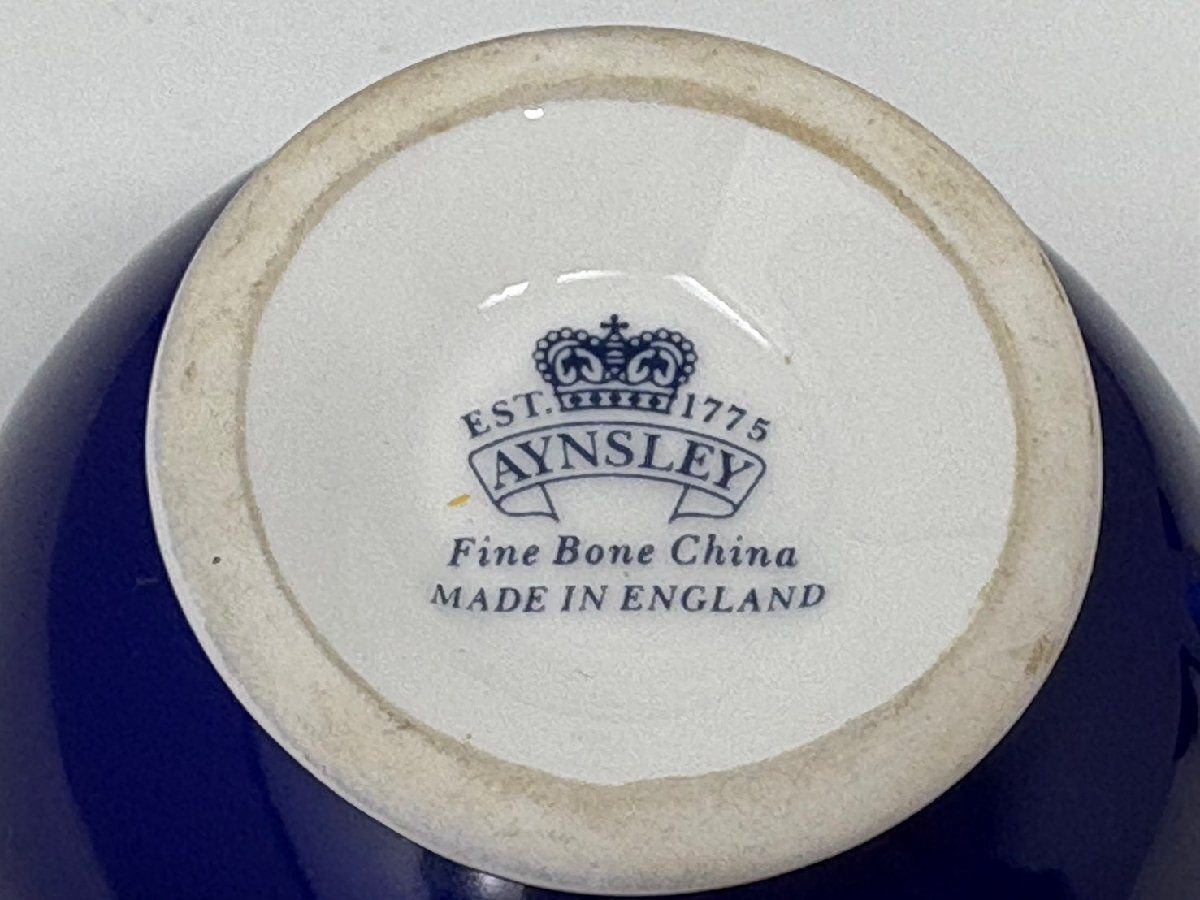 EST. 1775
AYNSLEY
Fine Bone China
MADE IN ENGLAND